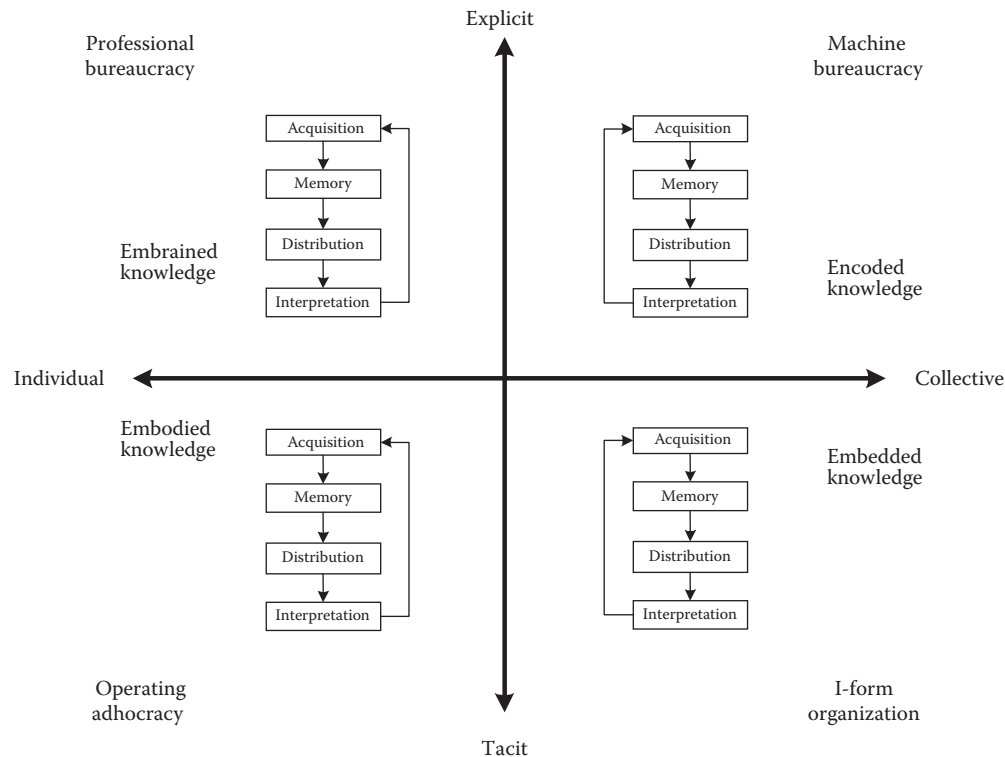 Explicit
Professional
bureaucracy
Machine
bureaucracy
Acquisition
Memory
Distribution
Interpretation
Embrained
knowledge
Acquisition
Memory
Distribution
Interpretation
Encoded
knowledge
Individual
Collective
Embodied
knowledge
Acquisition
Memory
Distribution
Interpretation
Acquisition
Memory
Distribution
Interpretation
Embedded
knowledge
Operating
adhocracy
I-form
organization
Tacit